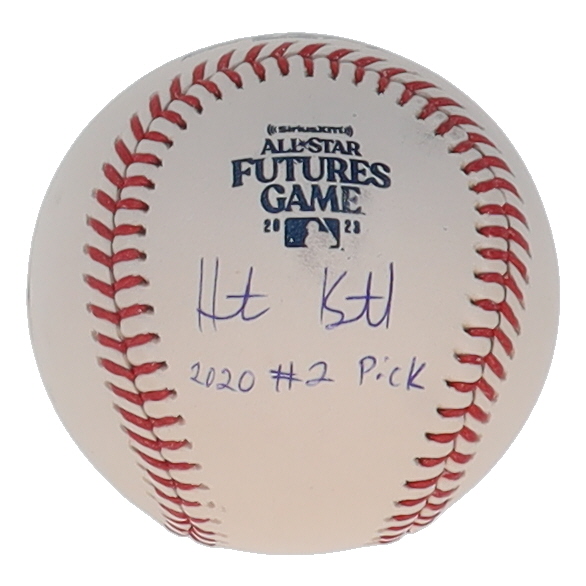 SiriusXM
ALL★STAR
FUTURES
GAME
20 23
2020 #2 Pick